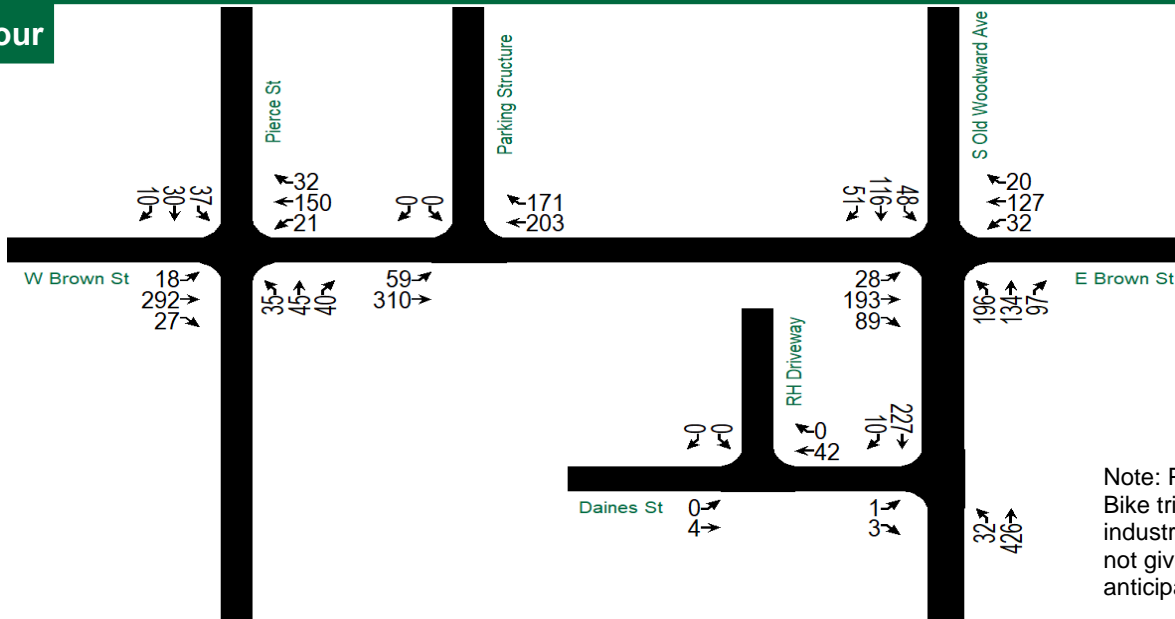 our
Pierce St
Parking Structure
S Old Woodward Ave
10 30 37
32
150
21
0 0
171
203
51 116 48
20
127
32
W Brown St
18
292
27
35 45 40
59
310
28
193
89
196 134 97
E Brown St
RH Driveway
0 0
0
42
10 227
Daines St
0
4
1
3
32 426
Note: P
Bike tri
industr
not giv
anticipa